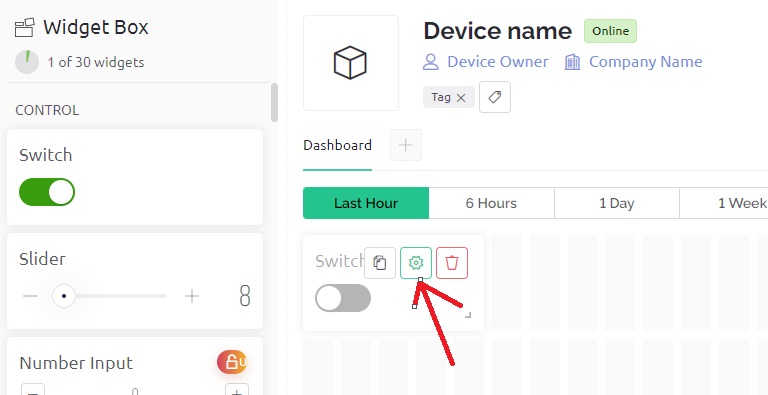 Widget Box
1 of 30 widgets
CONTROL
Switch
Slider
8
Number Input
Device name
Online
Device Owner
Company Name
Tag
Dashboard
Last Hour
6 Hours
1 Day
1 Week
Switch